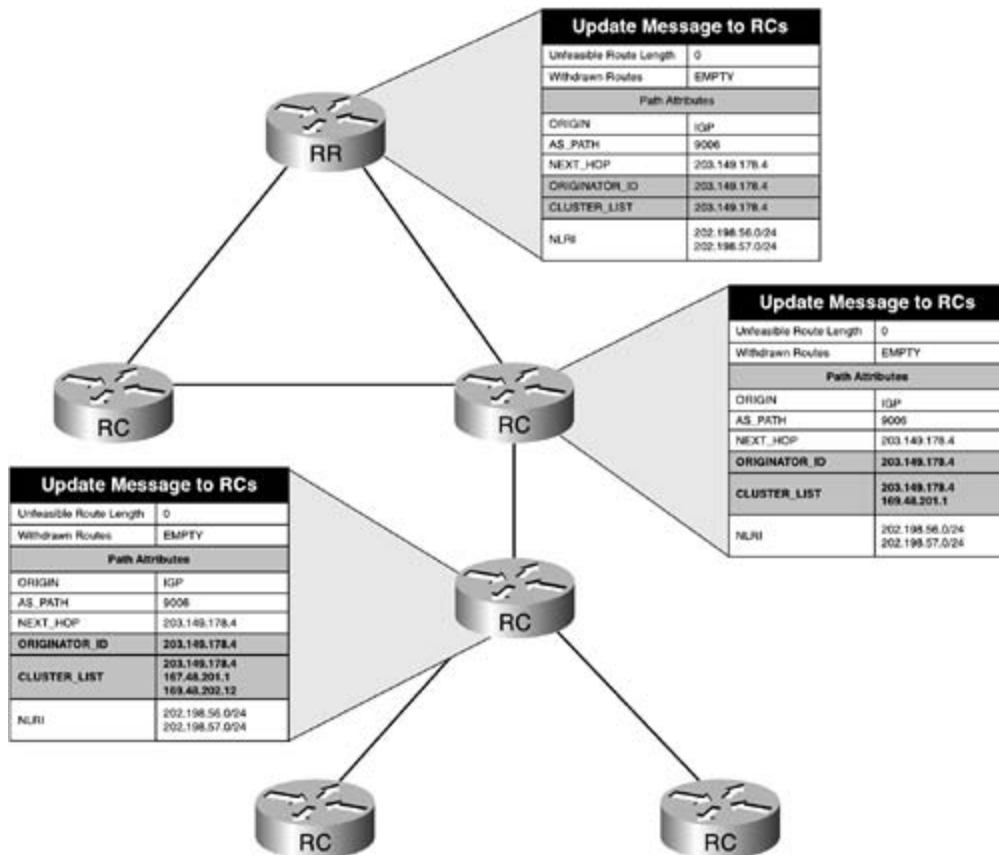 Update Message to RCs
Unfeasible Route Length 0
Withdrawn Routes EMPTY
Path Attributes
ORIGIN IGP
AS_PATH 9006
NEXT_HOP 203.149.178.4
ORIGINATOR_ID 203.149.178.4
CLUSTER_LIST 203.149.178.4
NLRI 202.198.56.0/24
202.198.57.0/24
RR
Update Message to RCs
Unfeasible Route Length 0
Withdrawn Routes EMPTY
Path Attributes
ORIGIN IGP
AS_PATH 9006
NEXT_HOP 203.149.178.4
ORIGINATOR_ID 203.149.178.4
CLUSTER_LIST 203.149.178.4
169.48.201.1
NLRI 202.198.56.0/24
202.198.57.0/24
RC
RC
Update Message to RCs
Unfeasible Route Length 0
Withdrawn Routes EMPTY
Path Attributes
ORIGIN IGP
AS_PATH 9006
NEXT_HOP 203.149.178.4
ORIGINATOR_ID 203.149.178.4
CLUSTER_LIST 203.149.178.4
167.48.201.1
169.48.202.12
NLRI 202.198.56.0/24
202.198.57.0/24
RC
RC
RC